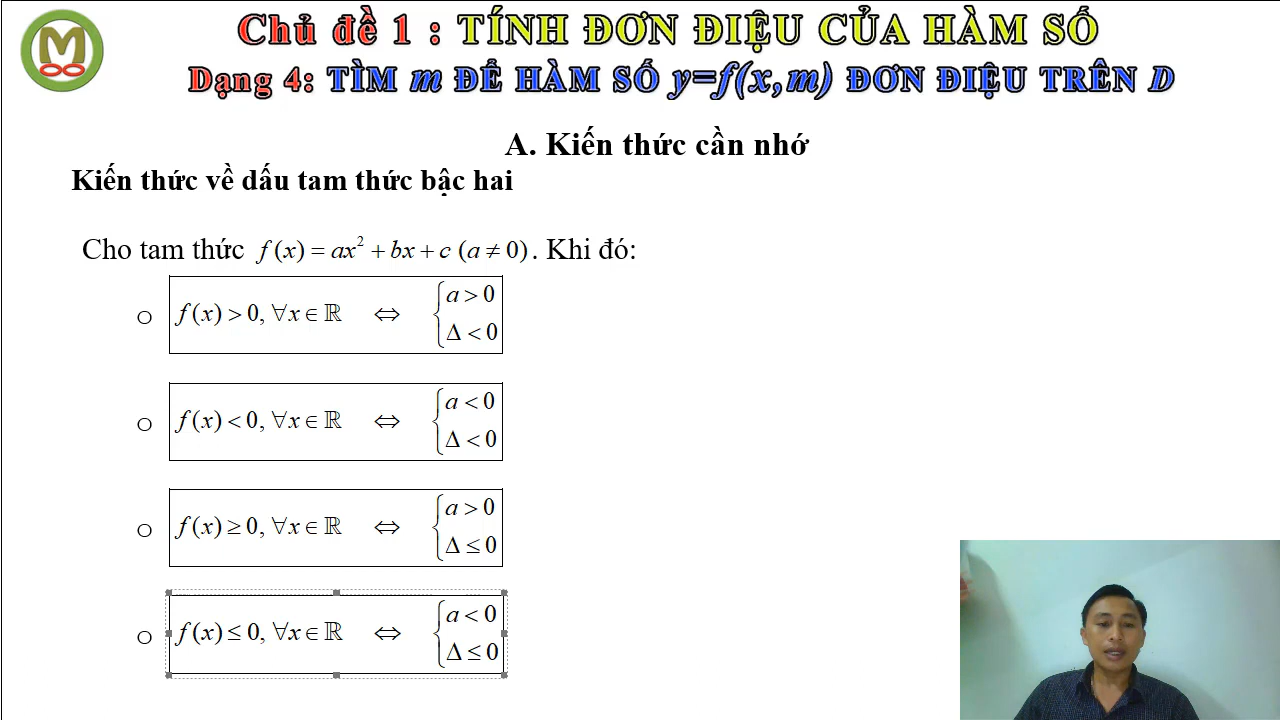 M
Chủ đề 1 : TÍNH ĐƠN ĐIỆU CỦA HÀM SỐ
Dạng 4: TÌM m ĐỂ HÀM SỐ y=f(x,m) ĐƠN ĐIỆU TRÊN D
A. Kiến thức cần nhớ
Kiến thức về dấu tam thức bậc hai
Cho tam thức f(x) = ax² + bx + c (a ≠ 0). Khi đó:
○ f(x) > 0, ∀x ∈ ℝ ⇔ { a > 0
Δ < 0
○ f(x) < 0, ∀x ∈ ℝ ⇔ { a < 0
Δ < 0
○ f(x) ≥ 0, ∀x ∈ ℝ ⇔ { a > 0
Δ ≤ 0
○ f(x) ≤ 0, ∀x ∈ ℝ ⇔ { a < 0
Δ ≤ 0